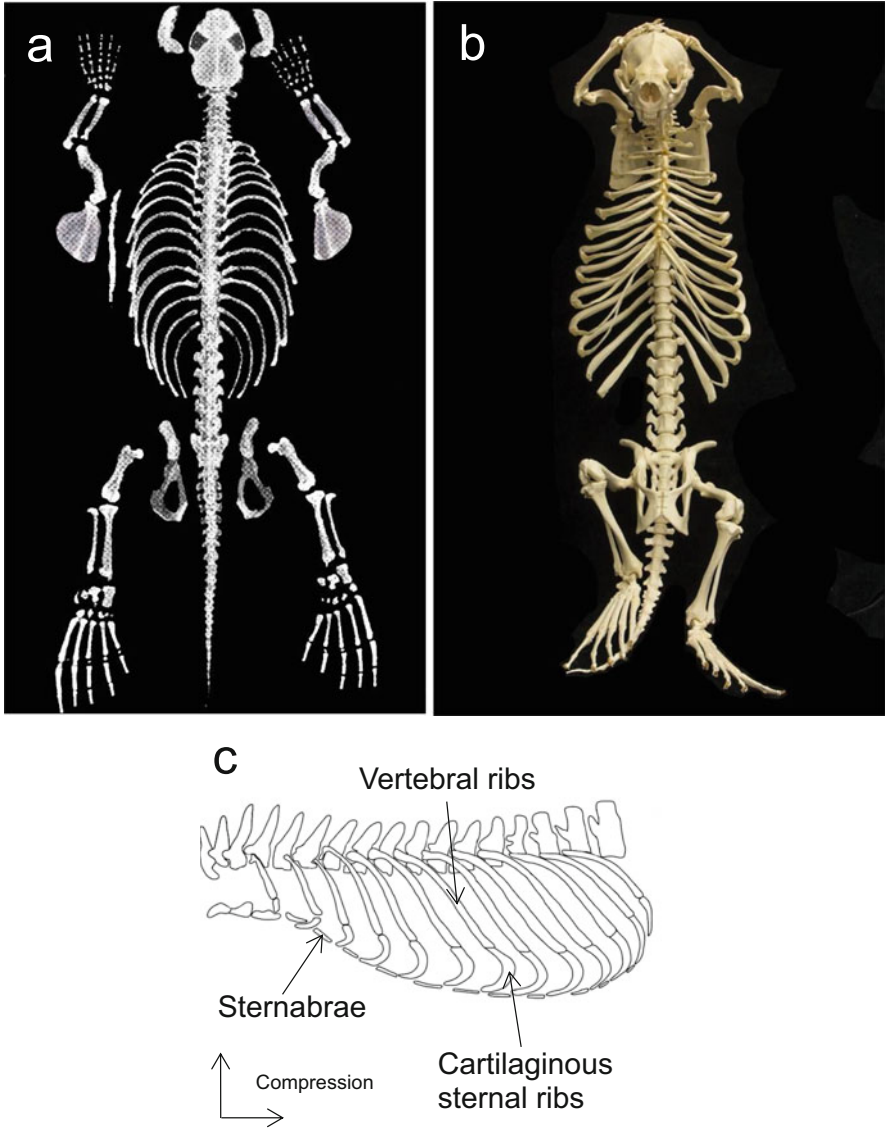 a
b
c
Vertebral ribs
Sternabrae
Compression
Cartilaginous
sternal ribs